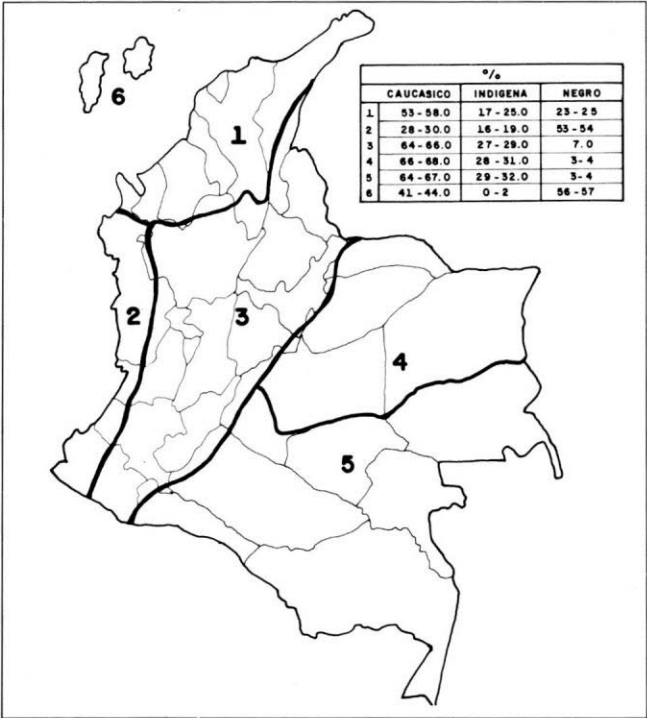 %
CAUCASICO INDIGENA NEGRO
1 53-58.0 17-25.0 23-25
2 28-30.0 16-19.0 53-54
3 64-66.0 27-29.0 7.0
4 66-68.0 28-31.0 3-4
5 64-67.0 29-32.0 3-4
6 41-44.0 0-2 56-57
6
1
2
3
4
5